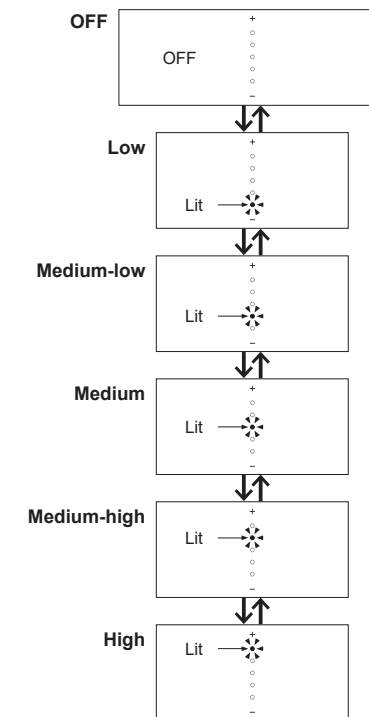 OFF
+
OFF
–
Low
+
Lit
–
Medium-low
+
Lit
–
Medium
+
Lit
–
Medium-high
+
Lit
–
High
+
Lit
–